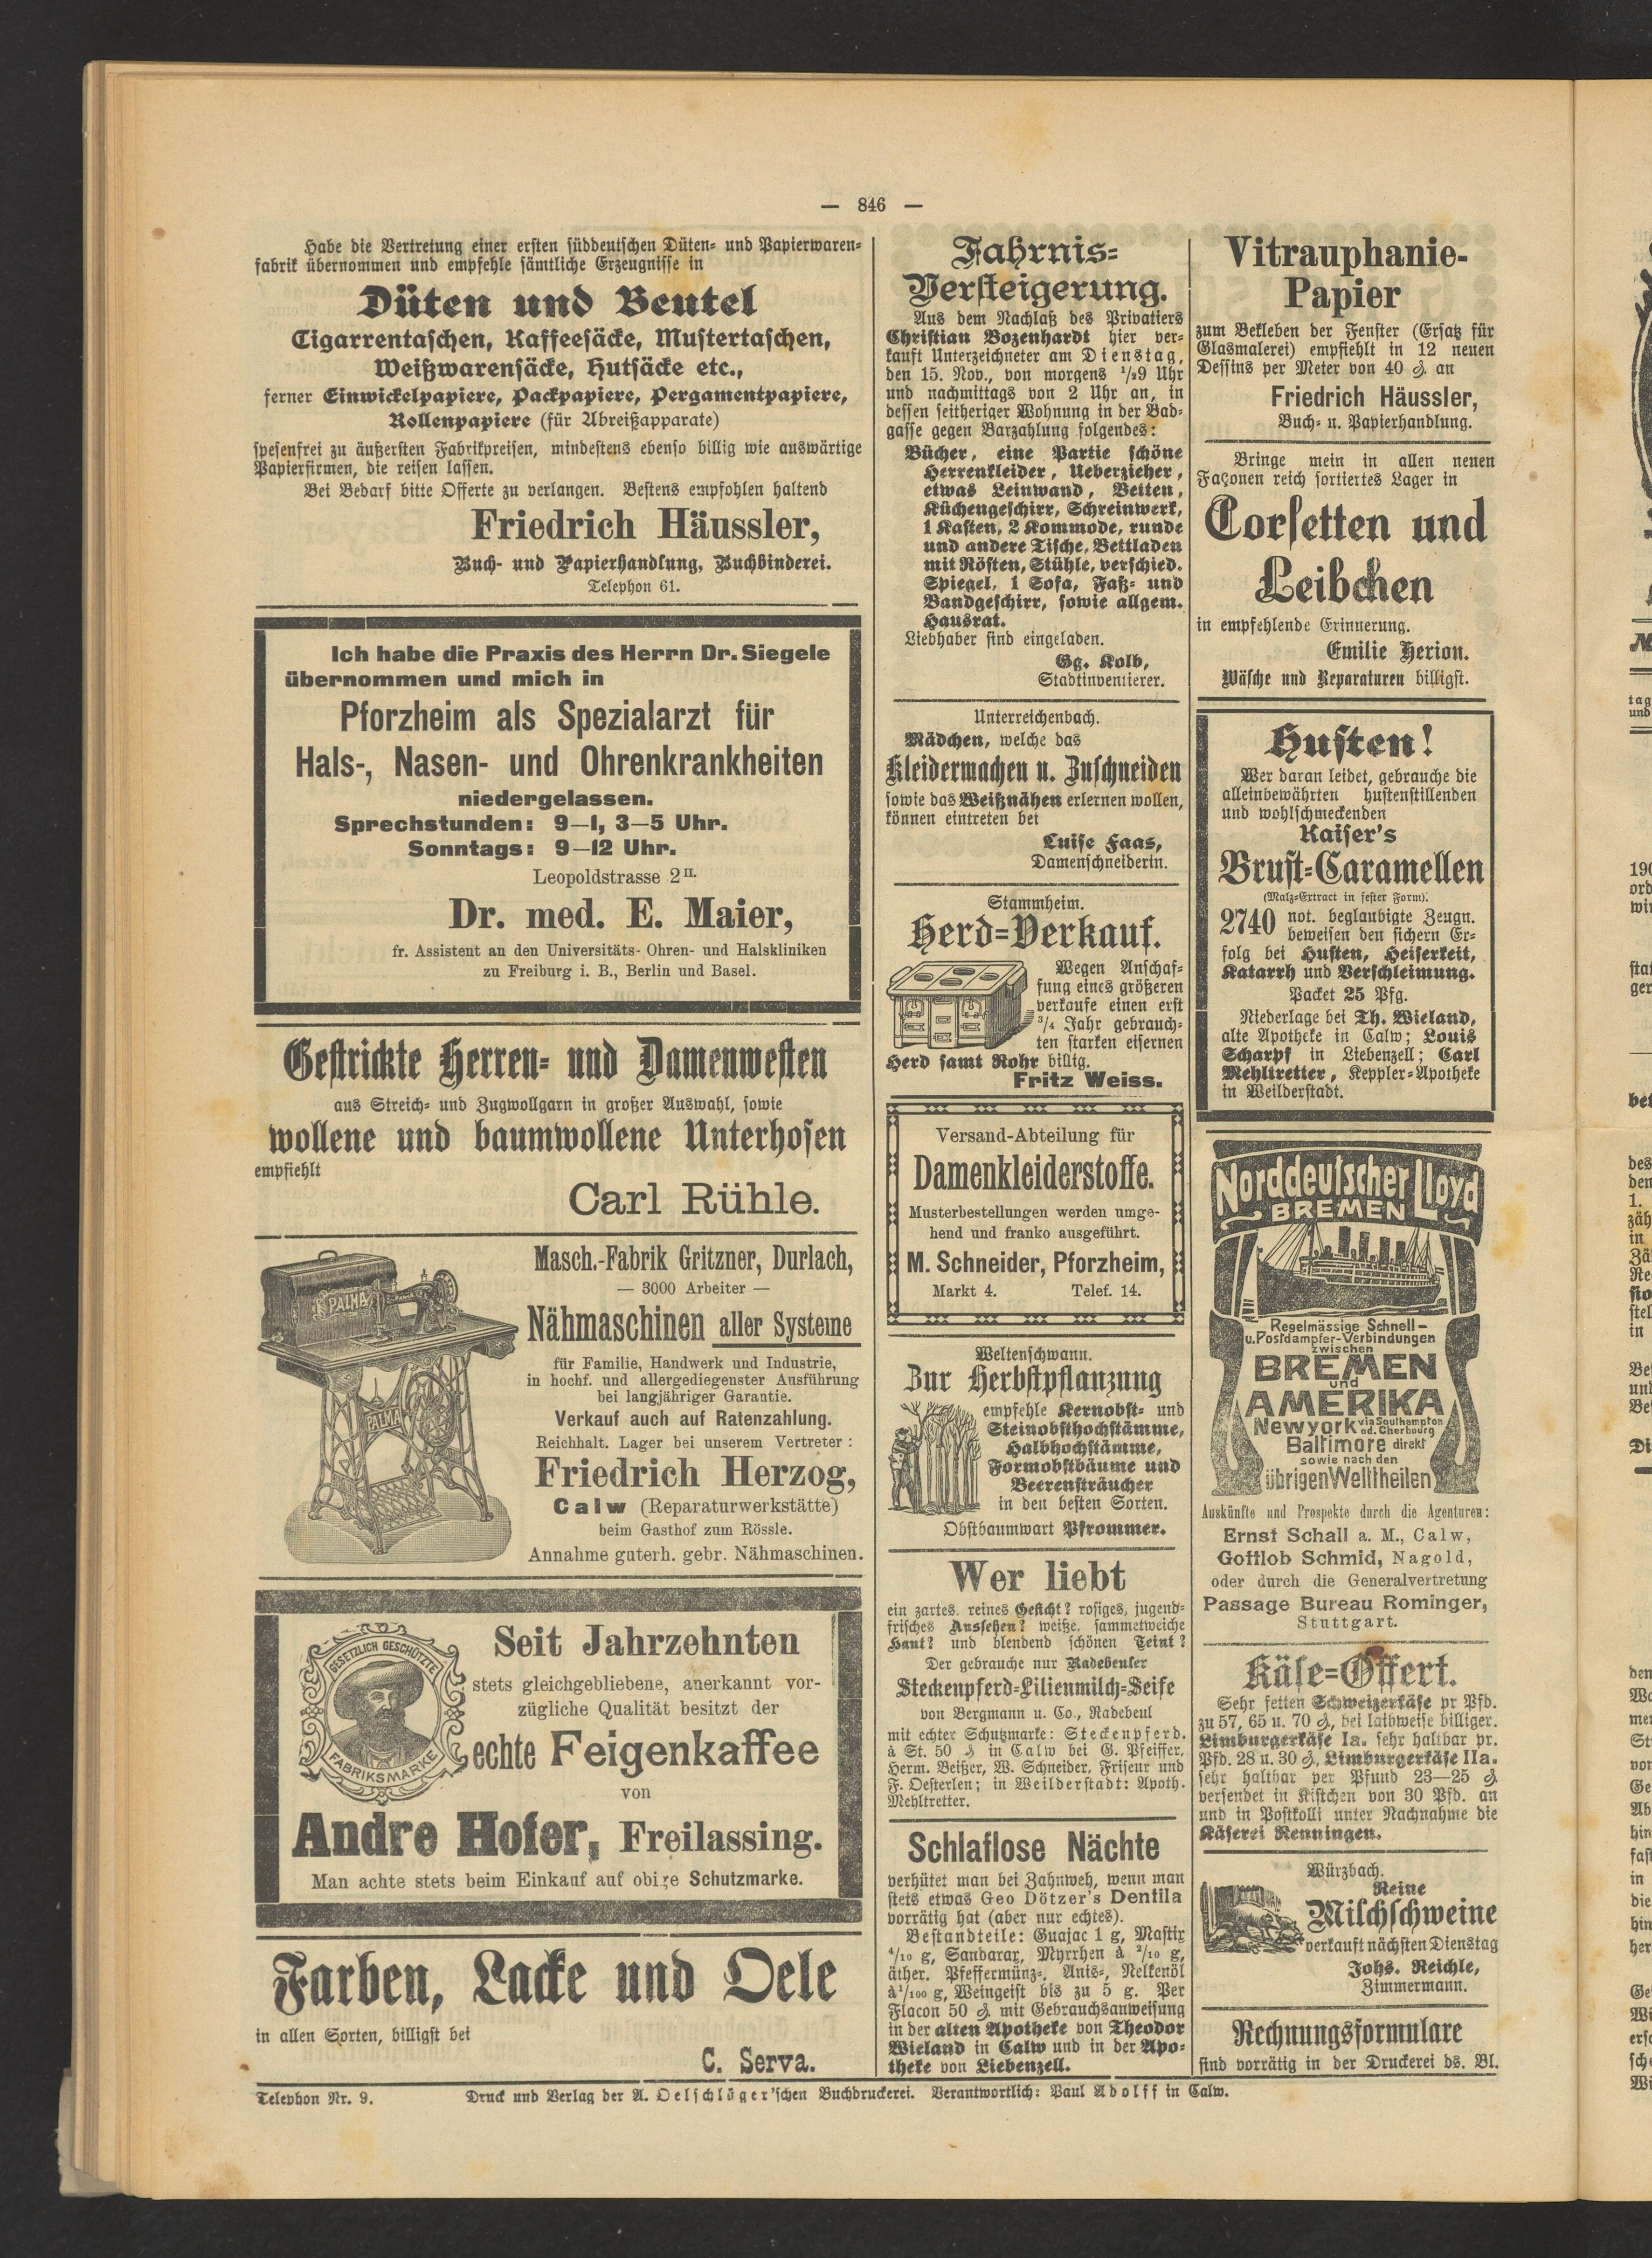 — 846 —
Habe die Vertretung einer ersten süddeutschen Düten- und Papierwaren-
fabrik übernommen und empfehle sämtliche Erzeugnisse in
Düten und Beutel
Cigarrentaschen, Kaffeesäcke, Mustertaschen,
Weißwarensäcke, Hutsäcke etc.,
ferner Einwickelpapiere, Packpapiere, Pergamentpapiere,
Rollenpapiere (für Abreißapparate)
spesenfrei zu äußersten Fabrikpreisen, mindestens ebenso billig wie auswärtige
Papierfirmen, die reisen lassen.
Bei Bedarf bitte Offerte zu verlangen. Bestens empfohlen haltend
Friedrich Häussler,
Buch- und Papierhandlung, Buchbinderei.
Telephon 61.
Ich habe die Praxis des Herrn Dr. Siegele
übernommen und mich in
Pforzheim als Spezialarzt für
Hals-, Nasen- und Ohrenkrankheiten
niedergelassen.
Sprechstunden: 9—1, 3—5 Uhr.
Sonntags: 9—12 Uhr.
Leopoldstrasse 2 II.
Dr. med. E. Maier,
fr. Assistent an den Universitäts- Ohren- und Halskliniken
zu Freiburg i. B., Berlin und Basel.
Gestrickte Herren- und Damenwesten
aus Streich- und Zugwollgarn in großer Auswahl, sowie
wollene und baumwollene Unterhosen
empfiehlt
Carl Rühle.
PALMA
PALMA
Masch.-Fabrik Gritzner, Durlach,
— 3000 Arbeiter —
Nähmaschinen aller Systeme
für Familie, Handwerk und Industrie,
in hochf. und allergediegenster Ausführung
bei langjähriger Garantie.
Verkauf auch auf Ratenzahlung.
Reichhalt. Lager bei unserem Vertreter:
Friedrich Herzog,
Calw (Reparaturwerkstätte)
beim Gasthof zum Rössle.
Annahme guterh. gebr. Nähmaschinen.
GESETZLICH GESCHÜTZTE
FABRIKSMARKE
Seit Jahrzehnten
stets gleichgebliebene, anerkannt vor-
zügliche Qualität besitzt der
echte Feigenkaffee
von
Andre Hofer, Freilassing.
Man achte stets beim Einkauf auf obige Schutzmarke.
Farben, Lacke und Oele
in allen Sorten, billigst bei
C. Serva.
Fahrnis-
Versteigerung.
Aus dem Nachlaß des Privatiers
Christian Bozenhardt hier ver-
kauft Unterzeichneter am Dienstag,
den 15. Nov., von morgens 1/29 Uhr
und nachmittags von 2 Uhr an, in
dessen seitheriger Wohnung in der Bad-
gasse gegen Barzahlung folgendes:
Bücher, eine Partie schöne
Herrenkleider, Ueberzieher,
etwas Leinwand, Betten,
Küchengeschirr, Schreinwerk,
1 Kasten, 2 Kommode, runde
und andere Tische, Bettladen
mit Rösten, Stühle, verschied.
Spiegel, 1 Sofa, Faß- und
Bandgeschirr, sowie allgem.
Hausrat.
Liebhaber sind eingeladen.
Gg. Kolb,
Stadtinventierer.
Unterreichenbach.
Mädchen, welche das
Kleidermachen u. Zuschneiden
sowie das Weißnähen erlernen wollen,
können eintreten bei
Luise Faas,
Damenschneiderin.
Stammheim.
Herd-Verkauf.
Wegen Anschaf-
fung eines größeren
verkaufe einen erst
3/4 Jahr gebrauch-
ten starken eisernen
Herd samt Rohr billig.
Fritz Weiss.
Versand-Abteilung für
Damenkleiderstoffe.
Musterbestellungen werden umge-
hend und franko ausgeführt.
M. Schneider, Pforzheim,
Markt 4. Telef. 14.
Weltenschwann.
Zur Herbstpflanzung
empfehle Kernobst- und
Steinobsthochstämme,
Halbhochstämme,
Formobstbäume und
Beerensträucher
in den besten Sorten.
Obstbaumwart Pfrommer.
Wer liebt
ein zartes, reines Gesicht? rosiges, jugend-
frisches Aussehen? weiße, sammetweiche
Haut? und blendend schönen Teint?
Der gebrauche nur Radebeuler
Steckenpferd-Lilienmilch-Seife
von Bergmann u. Co., Radebeul
mit echter Schutzmarke: Steckenpferd.
à St. 50 ₰ in Calw bei G. Pfeiffer,
Herm. Beißer, W. Schneider, Friseur und
F. Oesterlen; in Weilderstadt: Apoth.
Mehltretter.
Schlaflose Nächte
verhütet man bei Zahnweh, wenn man
stets etwas Geo Dötzer's Dentila
vorrätig hat (aber nur echtes).
Bestandteile: Guajac 1 g, Mastix
4/10 g, Sandarax, Myrrhen à 2/10 g,
äther. Pfeffermünz-, Anis-, Nelkenöl
à 1/100 g, Weingeist bis zu 5 g. Per
Flacon 50 ₰ mit Gebrauchsanweisung
in der alten Apotheke von Theodor
Wieland in Calw und in der Apo-
theke von Liebenzell.
Vitrauphanie-
Papier
zum Bekleben der Fenster (Ersatz für
Glasmalerei) empfiehlt in 12 neuen
Dessins per Meter von 40 ₰ an
Friedrich Häussler,
Buch- u. Papierhandlung.
Bringe mein in allen neuen
Façonen reich sortiertes Lager in
Corsetten und
Leibchen
in empfehlende Erinnerung.
Emilie Herion.
Wäsche und Reparaturen billigst.
Husten!
Wer daran leidet, gebrauche die
alleinbewährten hustenstillenden
und wohlschmeckenden
Kaiser's
Brust-Caramellen
(Malz-Extract in fester Form).
2740 not. beglaubigte Zeugn.
beweisen den sichern Er-
folg bei Husten, Heiserkeit,
Katarrh und Verschleimung.
Packet 25 Pfg.
Niederlage bei Th. Wieland,
alte Apotheke in Calw; Louis
Scharpf in Liebenzell; Carl
Mehltretter, Keppler-Apotheke
in Weilderstadt.
Norddeutscher Lloyd
BREMEN
Regelmässige Schnell-
u. Postdampfer-Verbindungen
zwischen
BREMEN
und
AMERIKA
Newyork via Southampton od. Cherbourg
Baltimore direkt
sowie nach den
übrigen Welttheilen
Auskünfte und Prospekte durch die Agenturen:
Ernst Schall a. M., Calw,
Gottlob Schmid, Nagold,
oder durch die Generalvertretung
Passage Bureau Rominger,
Stuttgart.
Käse-Offert.
Sehr fetten Schweizerkäse pr Pfd.
zu 57, 65 u. 70 ₰, bei laibweise billiger.
Limburgerkäse Ia. sehr haltbar pr.
Pfd. 28 u. 30 ₰, Limburgerkäse IIa.
sehr haltbar per Pfund 23—25 ₰
versendet in Kistchen von 30 Pfd. an
und in Postkolli unter Nachnahme die
Käserei Renningen.
Würzbach.
Reine
Milchschweine
verkauft nächsten Dienstag
Johs. Reichle,
Zimmermann.
Rechnungsformulare
sind vorrätig in der Druckerei ds. Bl.
Telephon Nr. 9. Druck und Verlag der A. Oelschläger'schen Buchdruckerei. Verantwortlich: Paul Adolff in Calw.